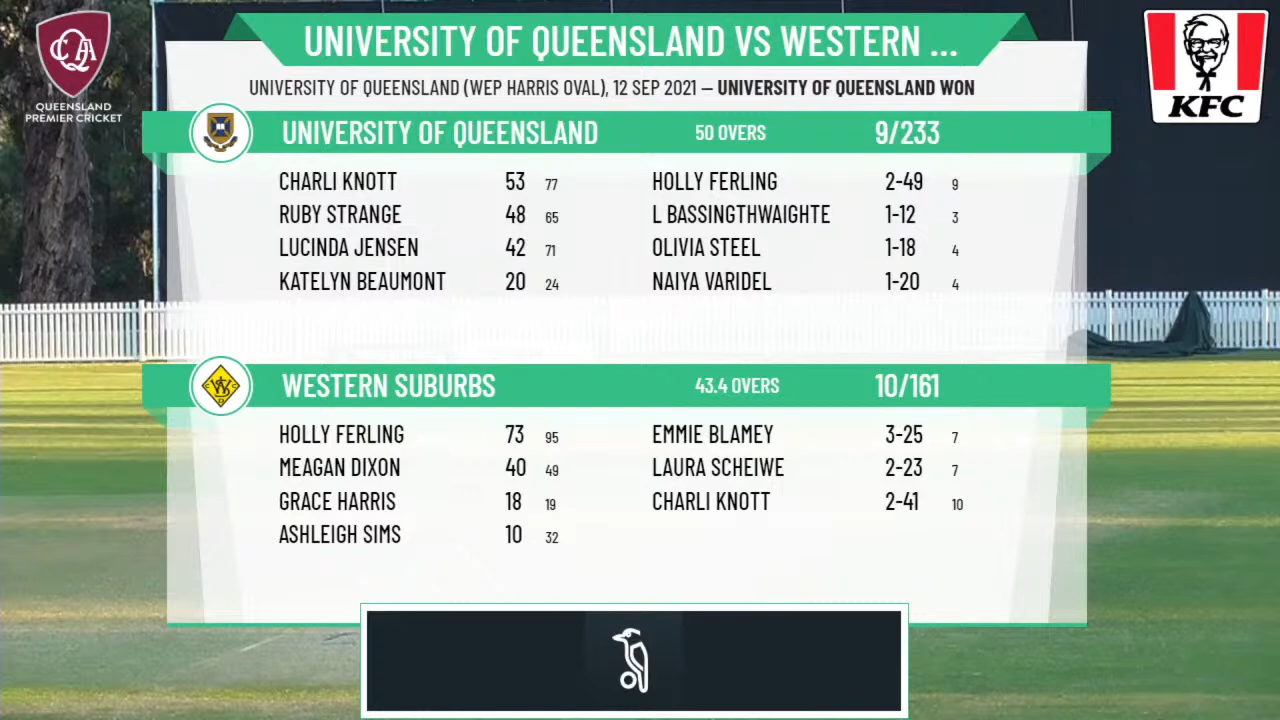 UNIVERSITY OF QUEENSLAND VS WESTERN ...
QUEENSLAND
PREMIER CRICKET
KFC
UNIVERSITY OF QUEENSLAND (WEP HARRIS OVAL), 12 SEP 2021 – UNIVERSITY OF QUEENSLAND WON
UNIVERSITY OF QUEENSLAND 50 OVERS 9/233
CHARLI KNOTT 53 77 HOLLY FERLING 2-49 9
RUBY STRANGE 48 65 L BASSINGTHWAIGHTE 1-12 3
LUCINDA JENSEN 42 71 OLIVIA STEEL 1-18 4
KATELYN BEAUMONT 20 24 NAIYA VARIDEL 1-20 4
WESTERN SUBURBS 43.4 OVERS 10/161
HOLLY FERLING 73 95 EMMIE BLAMEY 3-25 7
MEAGAN DIXON 40 49 LAURA SCHEIWE 2-23 7
GRACE HARRIS 18 19 CHARLI KNOTT 2-41 10
ASHLEIGH SIMS 10 32